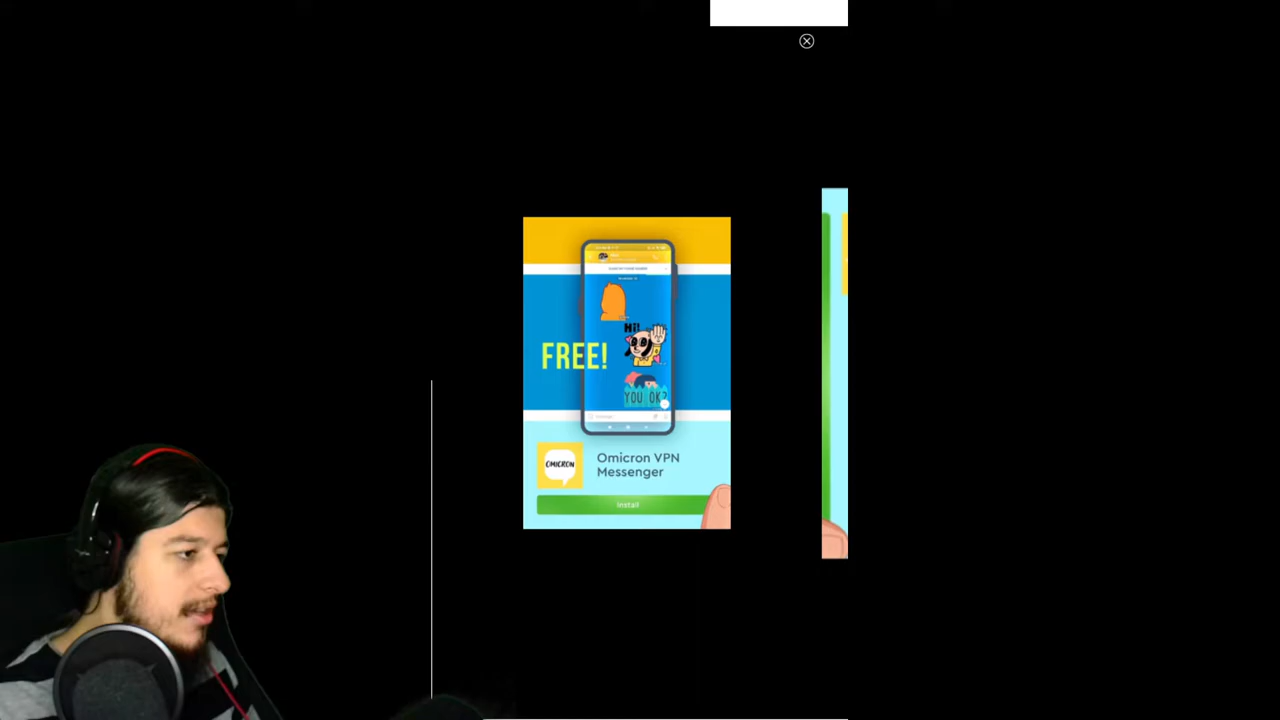 Hi!
FREE!
YOU OK?
OMICRON
Omicron VPN
Messenger
Install